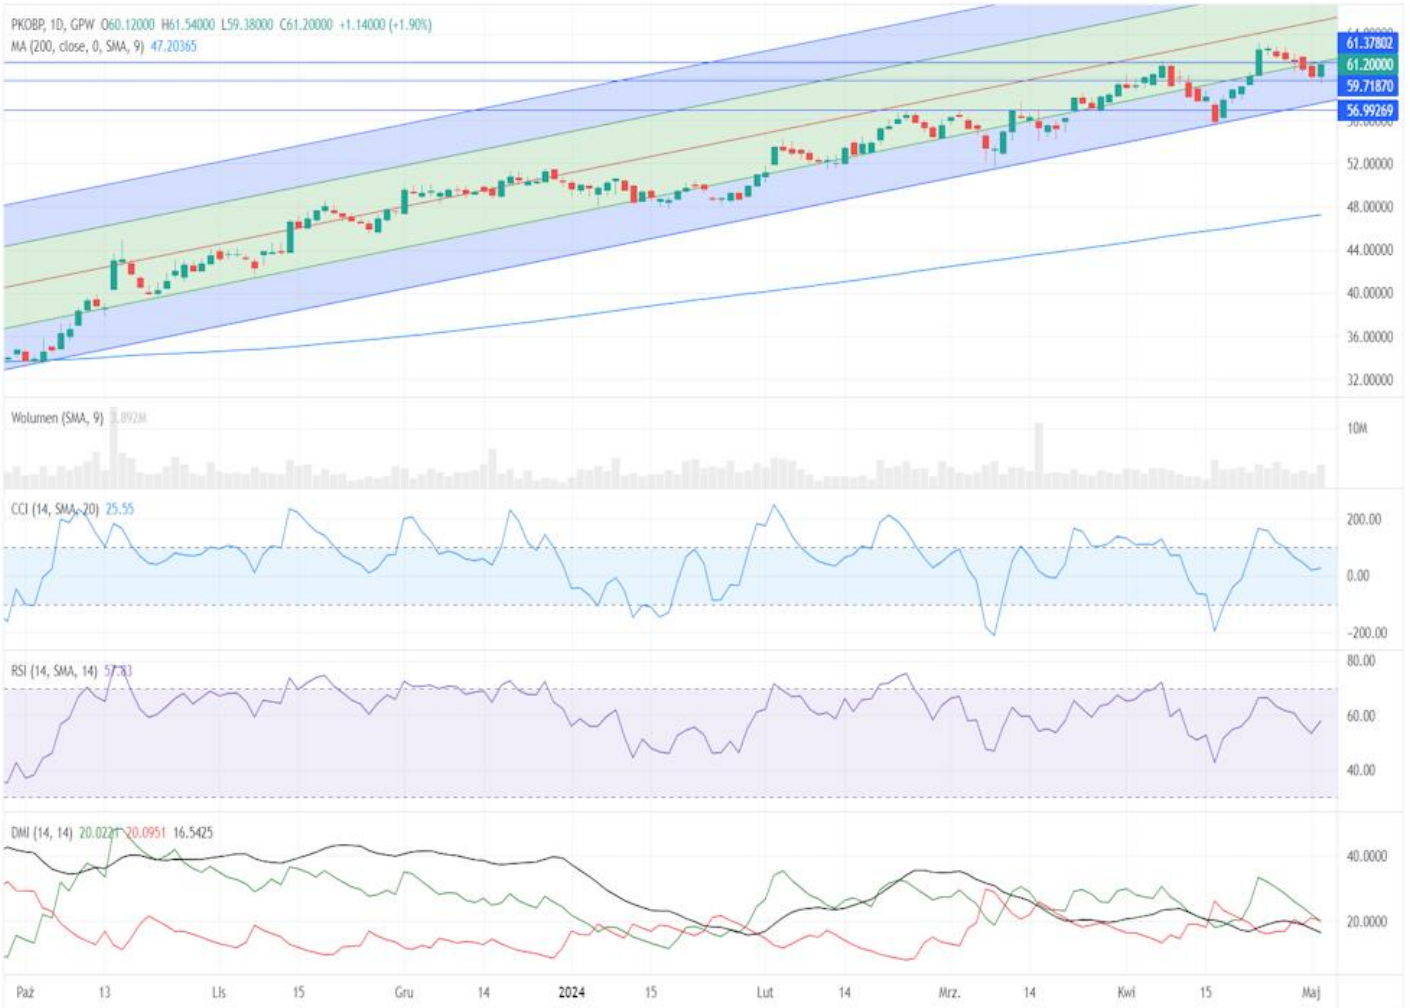 PKOBP, 1D, GPW O60.12000 H61.54000 L59.38000 C61.20000 +1.14000 (+1.90%)
MA (200, close, 0, SMA, 9) 47.20365
61.37802
61.20000
59.71870
56.99269
52.00000
48.00000
44.00000
40.00000
36.00000
32.00000
Wolumen (SMA, 9) 3.892M
10M
CCI (14, SMA, 20) 25.55
200.00
0.00
-200.00
RSI (14, SMA, 14) 57.83
80.00
60.00
40.00
DMI (14, 14) 20.0221 20.0951 16.5425
40.0000
20.0000
Paź 13 Lis 15 Gru 14 2024 15 Lut 14 Mrz. 14 Kwi 15 Maj